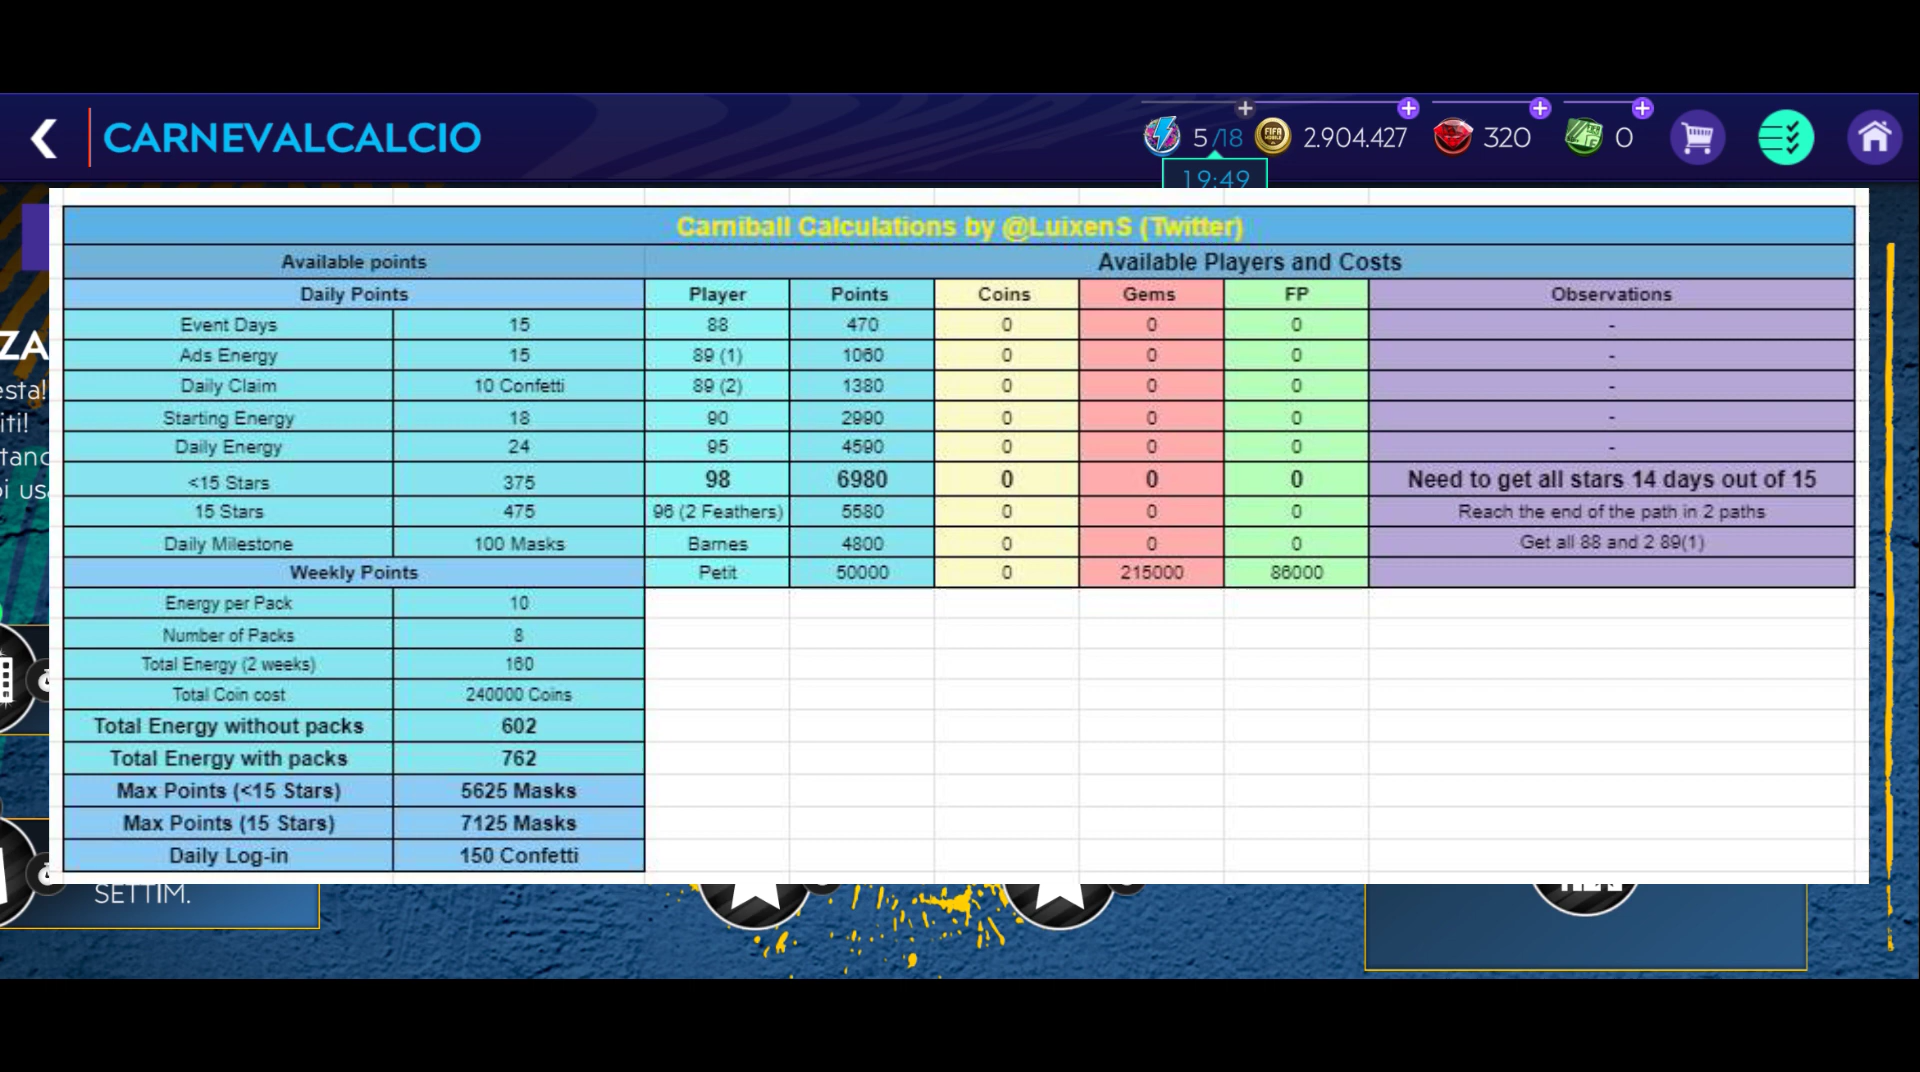 CARNEVALCALCIO 5/18 2.904.427 320 0
19:49
Carniball Calculations by @LuixenS (Twitter)
Available points Available Players and Costs
Daily Points Player Points Coins Gems FP Observations
Event Days 15 88 470 0 0 0 -
Ads Energy 15 89 (1) 1060 0 0 0 -
Daily Claim 10 Confetti 89 (2) 1380 0 0 0 -
Starting Energy 18 90 2990 0 0 0 -
Daily Energy 24 95 4590 0 0 0 -
<15 Stars 375 98 6980 0 0 0 Need to get all stars 14 days out of 15
15 Stars 475 96 (2 Feathers) 5580 0 0 0 Reach the end of the path in 2 paths
Daily Milestone 100 Masks Barnes 4800 0 0 0 Get all 88 and 2 89(1)
Weekly Points Petit 50000 0 215000 86000
Energy per Pack 10
Number of Packs 8
Total Energy (2 weeks) 160
Total Coin cost 240000 Coins
Total Energy without packs 602
Total Energy with packs 762
Max Points (<15 Stars) 5625 Masks
Max Points (15 Stars) 7125 Masks
Daily Log-in 150 Confetti
ZA
esta!
iti!
tanc
oi us
SETTIM.